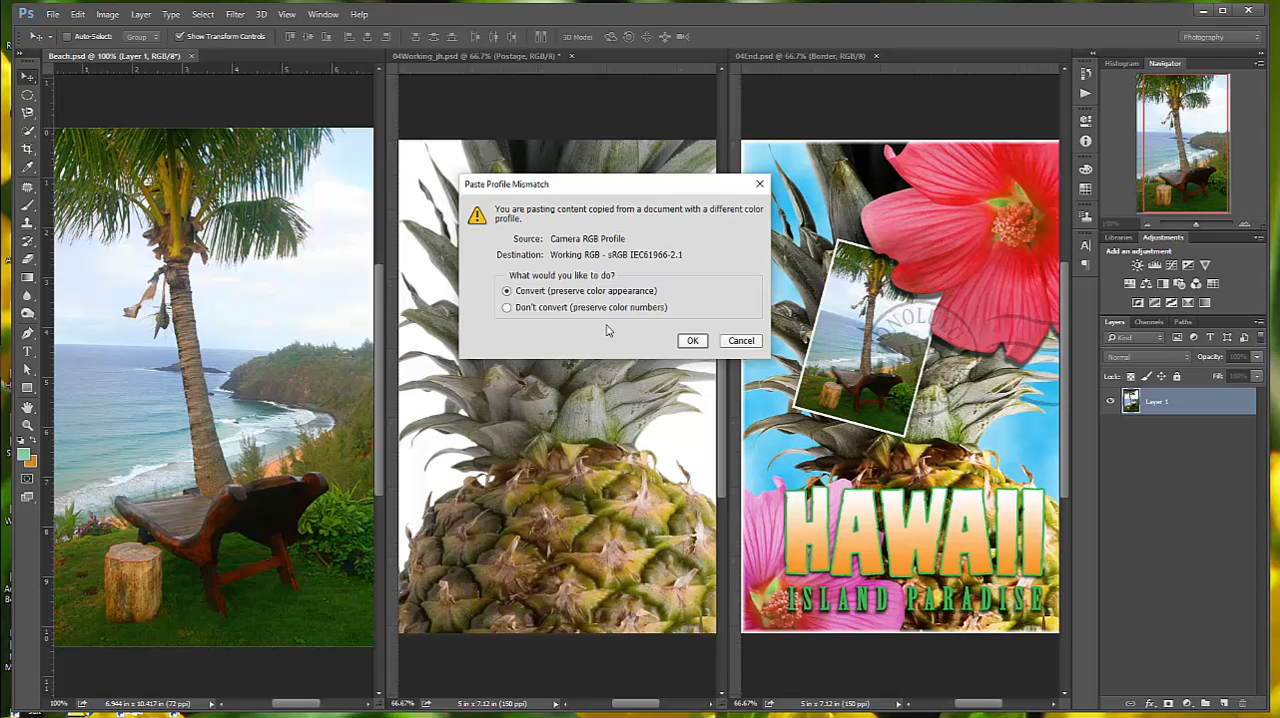 Ps File Edit Image Layer Type Select Filter 3D View Window Help
Auto-Select: Group Show Transform Controls 3D Mode: Photography
Beach.psd @ 100% (Layer 1, RGB/8*) ×
04Working_jh.psd @ 66.7% (Postage, RGB/8) * ×
04End.psd @ 66.7% (Border, RGB/8) ×
Histogram Navigator
Paste Profile Mismatch
You are pasting content copied from a document with a different color
profile.
Source: Camera RGB Profile
Destination: Working RGB - sRGB IEC61966-2.1
What would you like to do?
Convert (preserve color appearance)
Don't convert (preserve color numbers)
OK Cancel
HONOLULU
HAWAII
ISLAND PARADISE
100%
Libraries Adjustments
Add an adjustment
Layers Channels Paths
Kind
Normal Opacity: 100%
Lock: Fill: 100%
Layer 1
100% 6.944 in x 10.417 in (72 ppi)
66.67% 5 in x 7.12 in (150 ppi)
66.67% 5 in x 7.12 in (150 ppi)